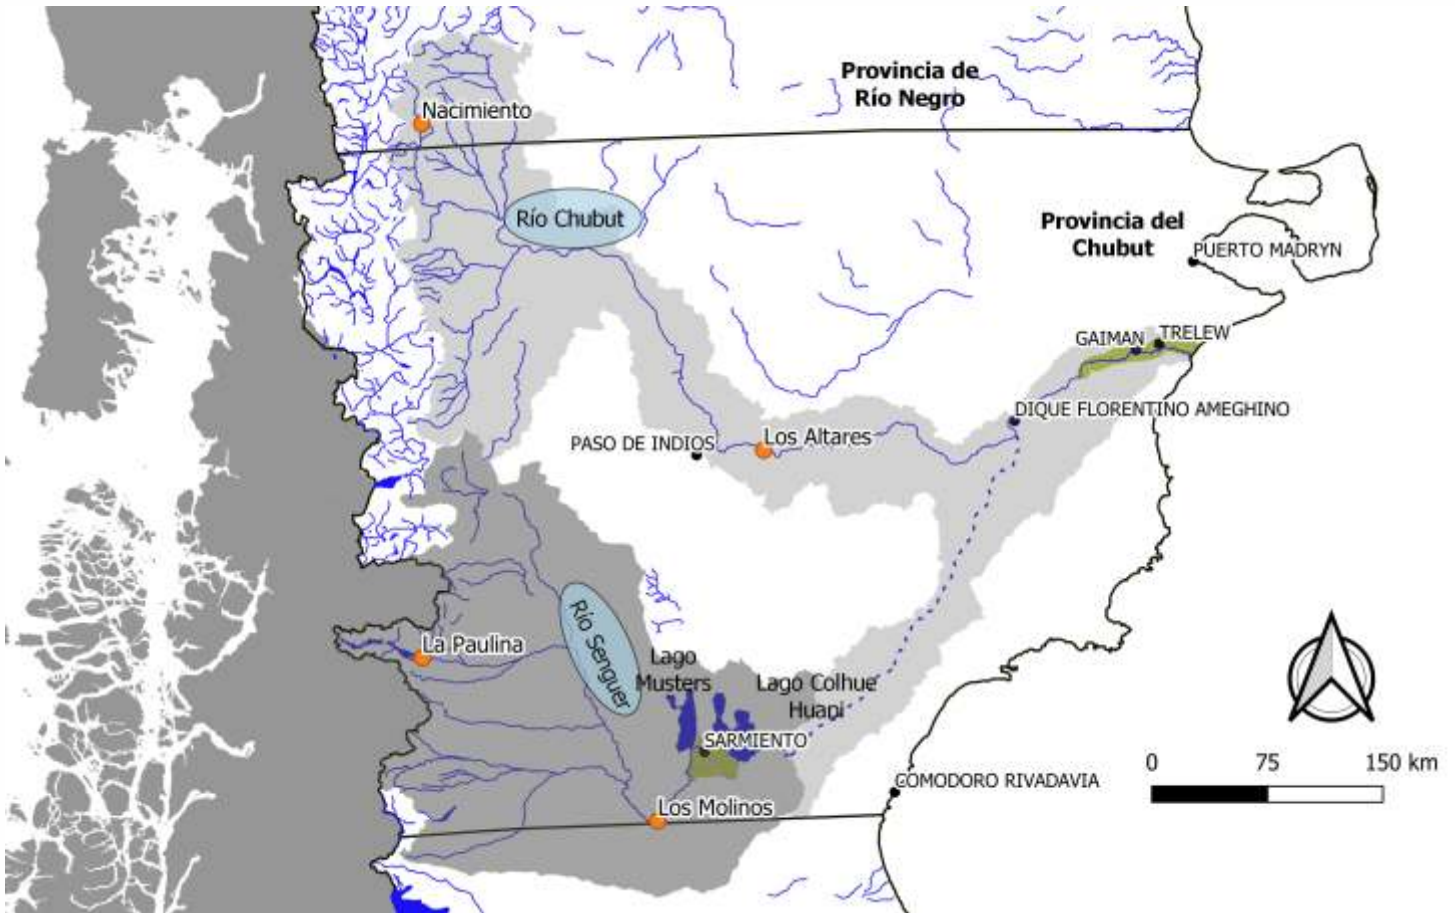 Provincia de
Río Negro
Nacimiento
Río Chubut
Provincia del
Chubut
PUERTO MADRYN
GAIMAN
TRELEW
DIQUE FLORENTINO AMEGHINO
PASO DE INDIOS
Los Altares
Río Senguer
La Paulina
Lago
Musters
Lago Colhue
Huapi
SARMIENTO
0 75 150 km
COMODORO RIVADAVIA
Los Molinos